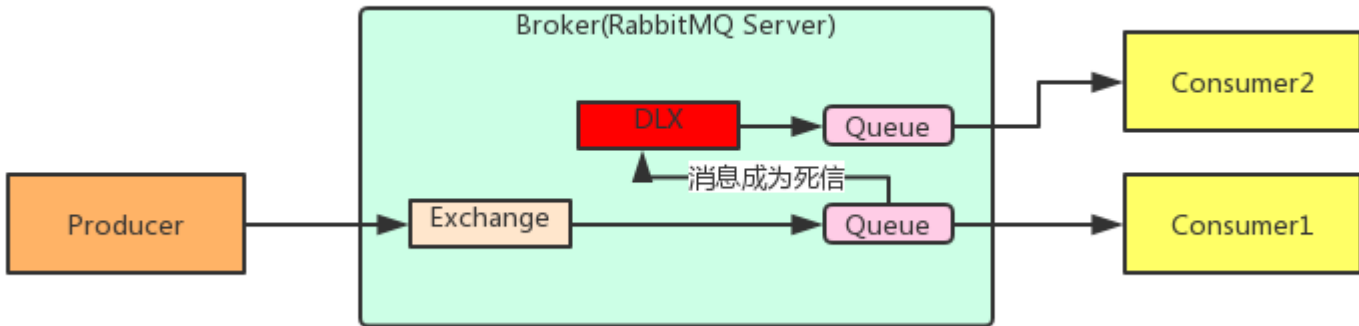 Broker(RabbitMQ Server)
Consumer2
DLX
Queue
消息成为死信
Producer
Exchange
Queue
Consumer1